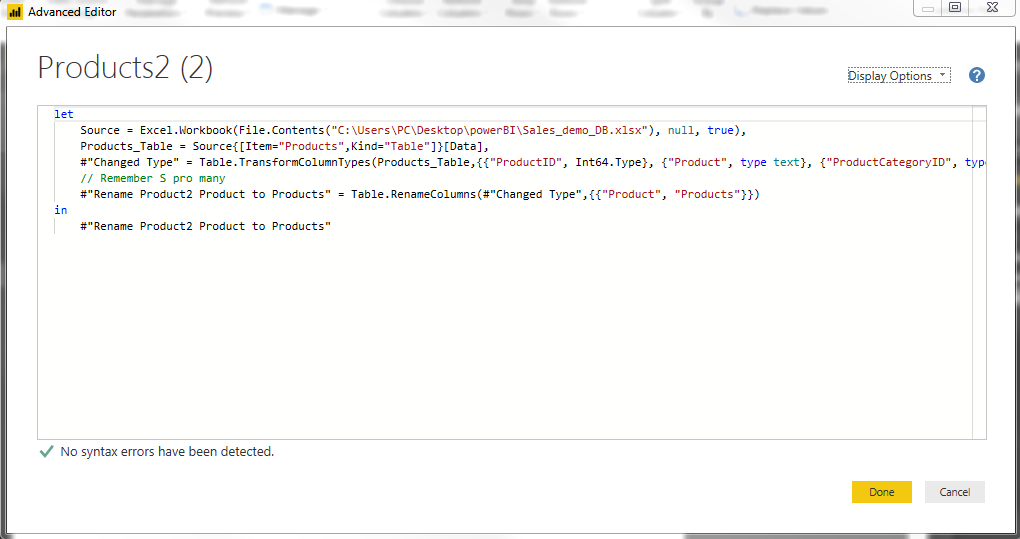 Advanced Editor
Products2 (2)
Display Options
?
let
Source = Excel.Workbook(File.Contents("C:\Users\PC\Desktop\powerBI\Sales_demo_DB.xlsx"), null, true),
Products_Table = Source{[Item="Products",Kind="Table"]}[Data],
#"Changed Type" = Table.TransformColumnTypes(Products_Table,{{"ProductID", Int64.Type}, {"Product", type text}, {"ProductCategoryID", typ
// Remember S pro many
#"Rename Product2 Product to Products" = Table.RenameColumns(#"Changed Type",{{"Product", "Products"}})
in
#"Rename Product2 Product to Products"
No syntax errors have been detected.
Done Cancel